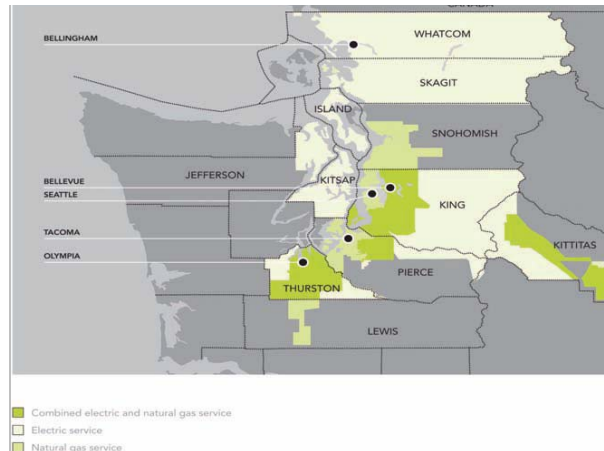 WHATCOM
BELLINGHAM
SKAGIT
ISLAND
SNOHOMISH
JEFFERSON
KITSAP
BELLEVUE
SEATTLE
KING
TACOMA
KITTITAS
OLYMPIA
PIERCE
THURSTON
LEWIS
Combined electric and natural gas service
Electric service
Natural gas service